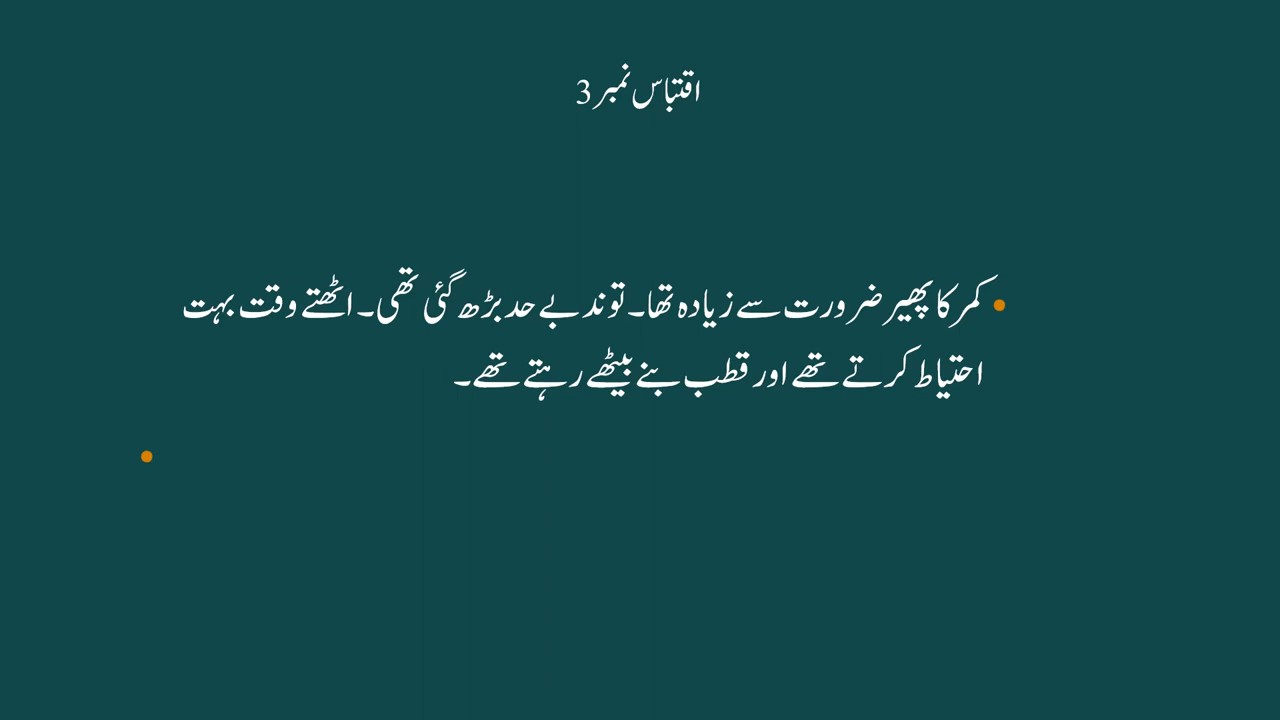 اقتباس نمبر 3
کمر کا پھیر ضرورت سے زیادہ تھا۔ توند بے حد بڑھ گئی تھی۔ اٹھتے وقت بہت
احتیاط کرتے تھے اور قطب بنے بیٹھے رہتے تھے۔